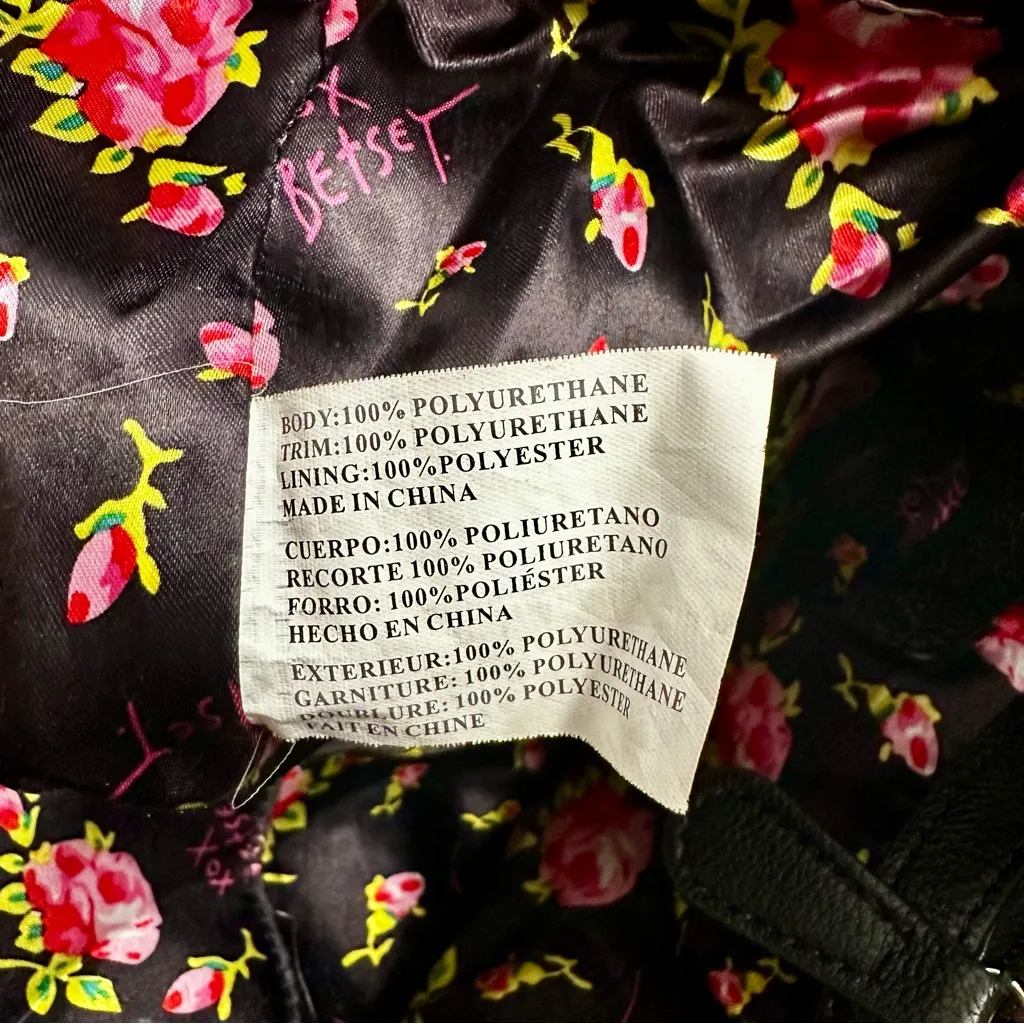 X
BETSEY
BODY:100% POLYURETHANE
TRIM:100% POLYURETHANE
LINING:100%POLYESTER
MADE IN CHINA
CUERPO:100% POLIURETANO
RECORTE 100% POLIURETANO
FORRO: 100%POLIÉSTER
HECHO EN CHINA
EXTERIEUR:100% POLYURETHANE
GARNITURE: 100% POLYURETHANE
DOUBLURE: 100% POLYESTER
FAIT EN CHINE